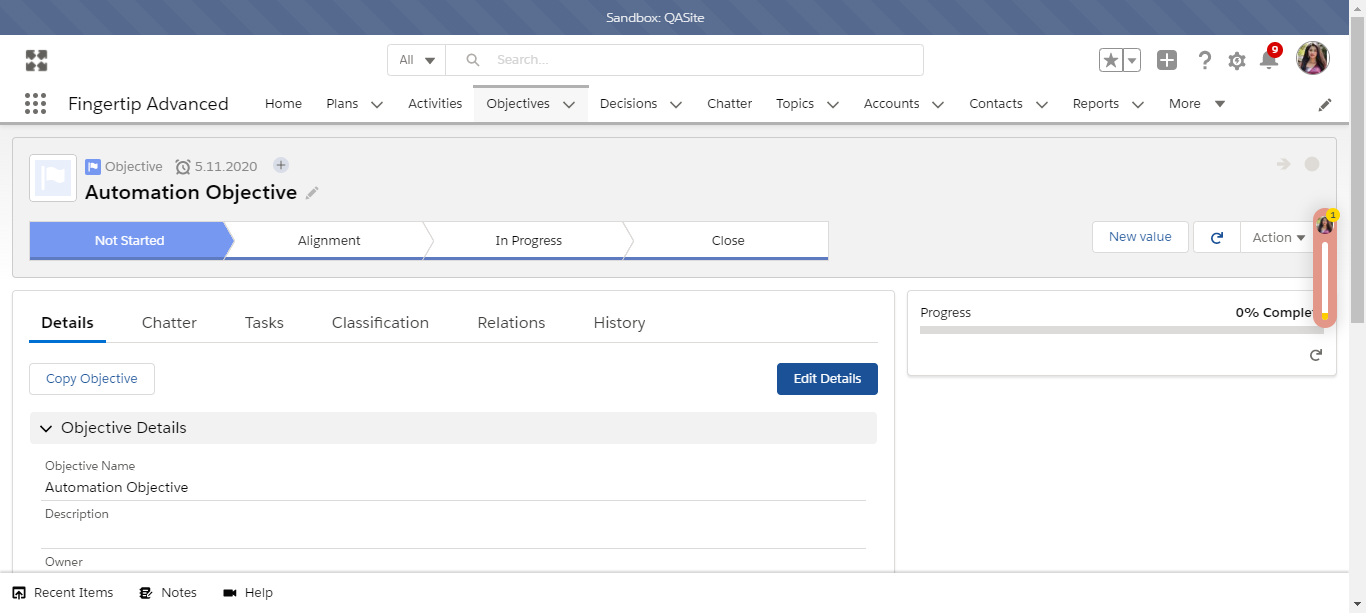 Sandbox: QASite
All Search...
9
Fingertip Advanced Home Plans Activities Objectives Decisions Chatter Topics Accounts Contacts Reports More
Objective 5.11.2020
Automation Objective
1
Not Started Alignment In Progress Close
New value Action
Details Chatter Tasks Classification Relations History
Progress 0% Complet
Copy Objective Edit Details
Objective Details
Objective Name
Automation Objective
Description
Owner
Recent Items Notes Help